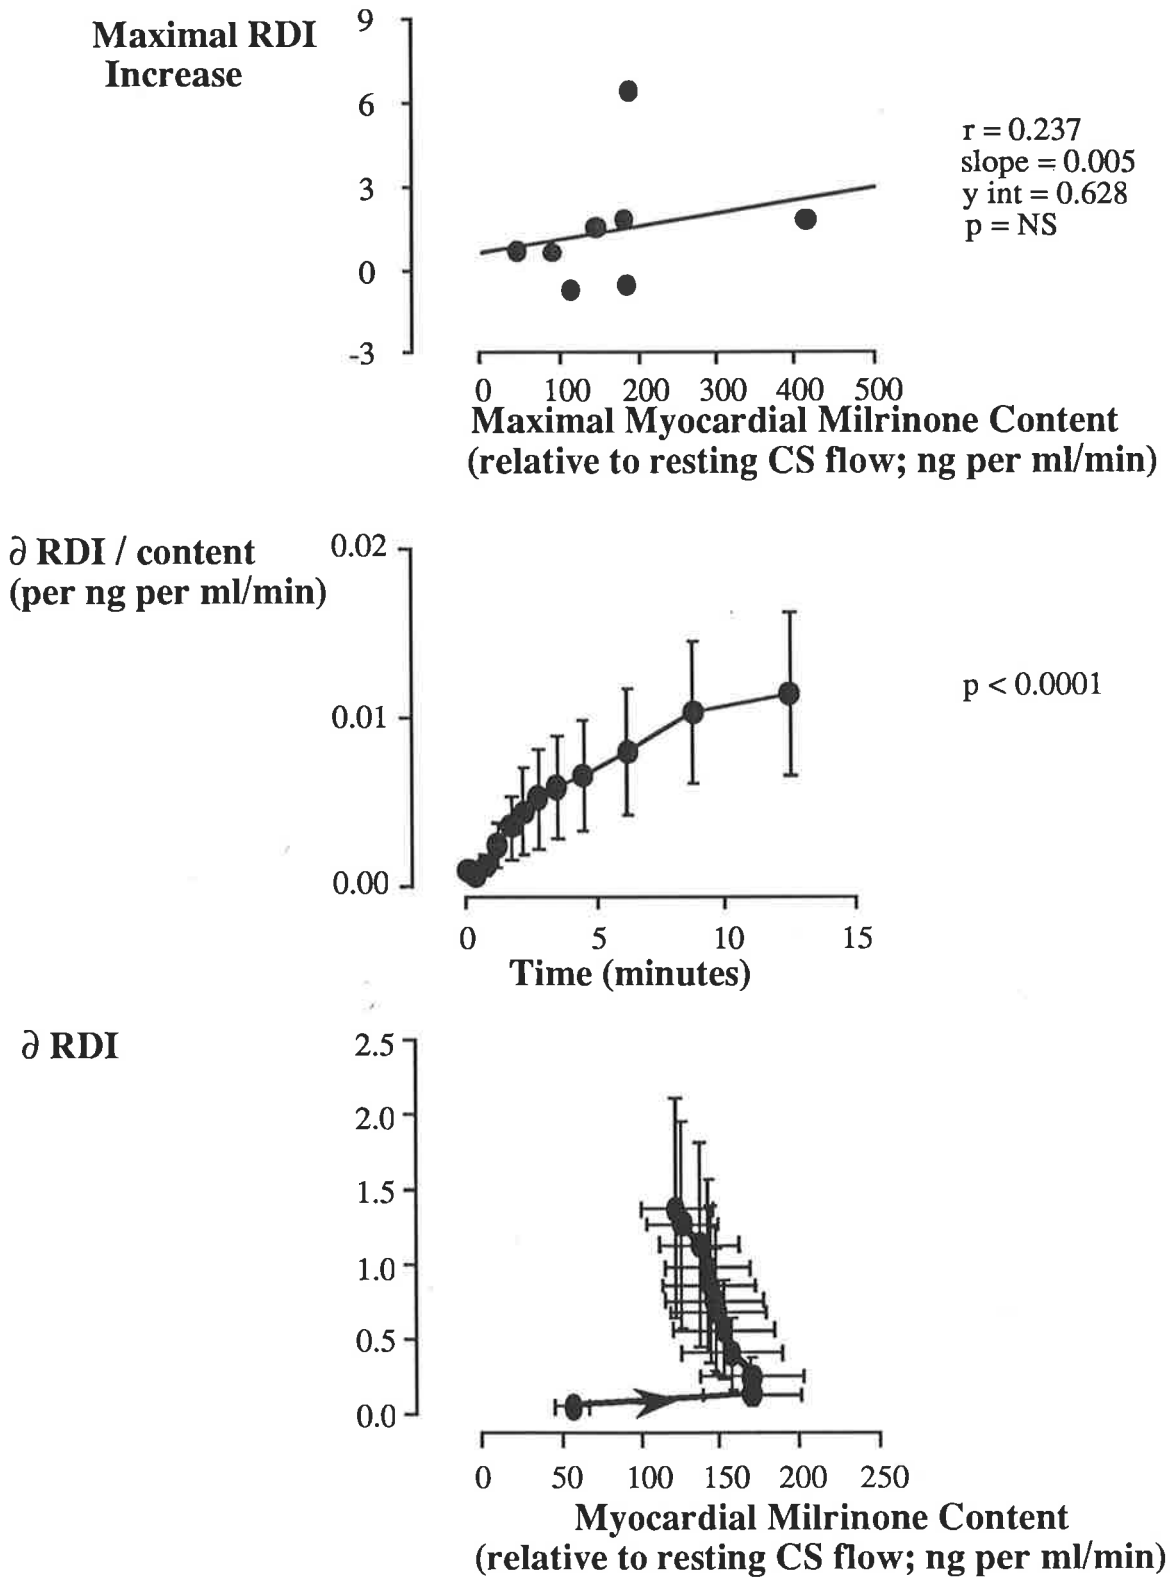 Maximal RDI
Increase
9
6
3
0
-3
r = 0.237
slope = 0.005
y int = 0.628
p = NS
0 100 200 300 400 500
Maximal Myocardial Milrinone Content
(relative to resting CS flow; ng per ml/min)
∂ RDI / content
(per ng per ml/min)
0.02
0.01
0.00
p < 0.0001
0 5 10 15
Time (minutes)
∂ RDI
2.5
2.0
1.5
1.0
0.5
0.0
0 50 100 150 200 250
Myocardial Milrinone Content
(relative to resting CS flow; ng per ml/min)